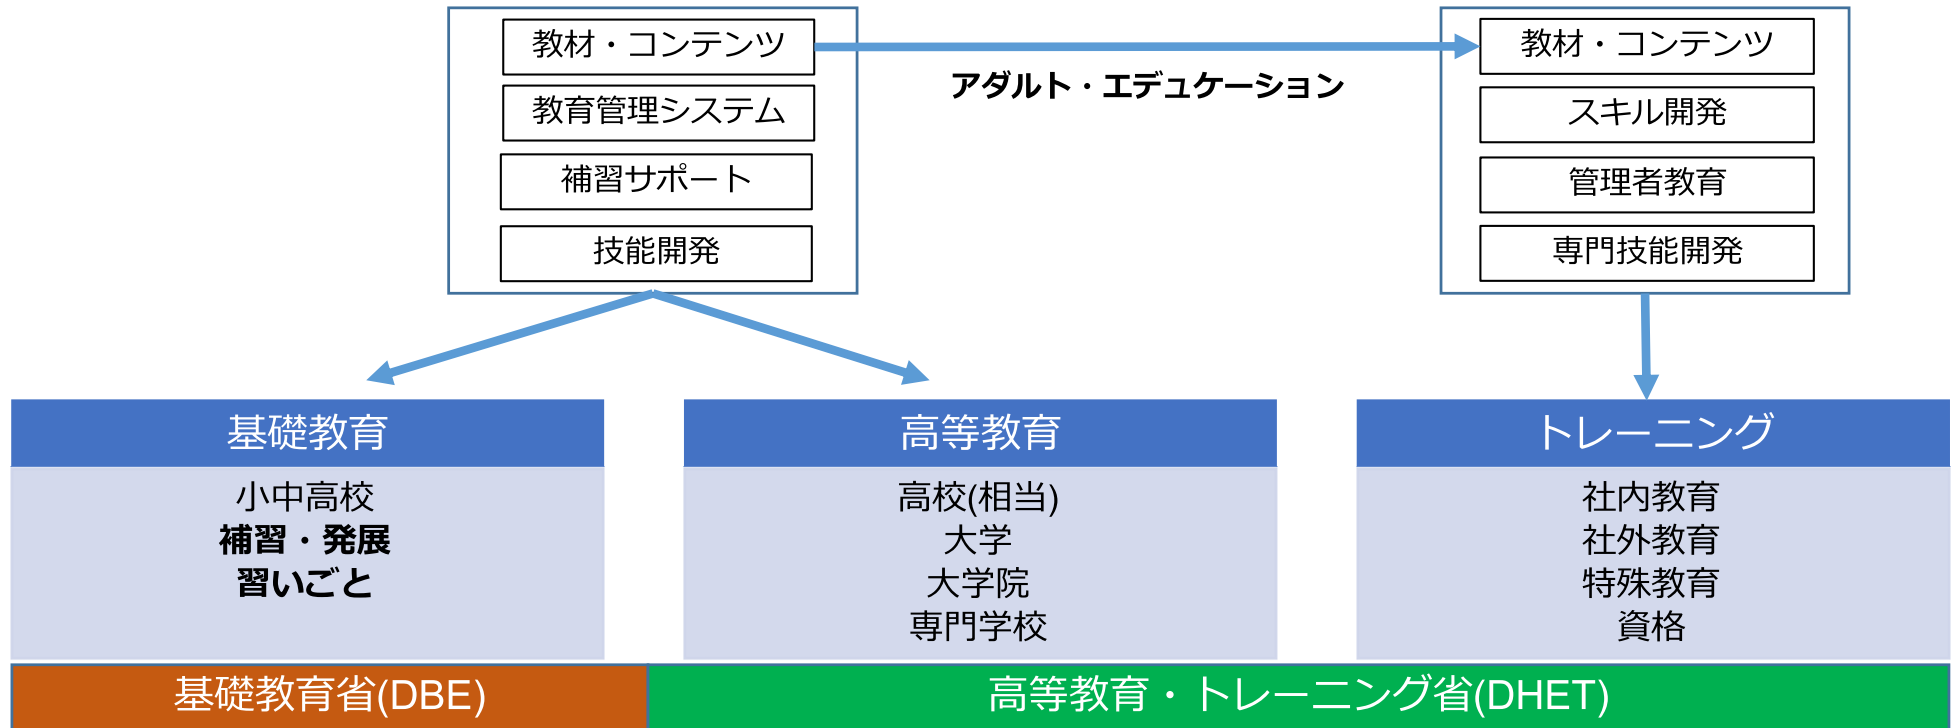 教材・コンテンツ
教育管理システム
補習サポート
技能開発
アダルト・エデュケーション
教材・コンテンツ
スキル開発
管理者教育
専門技能開発
基礎教育
小中高校
補習・発展
習いごと
高等教育
高校(相当)
大学
大学院
専門学校
トレーニング
社内教育
社外教育
特殊教育
資格
基礎教育省(DBE)
高等教育・トレーニング省(DHET)